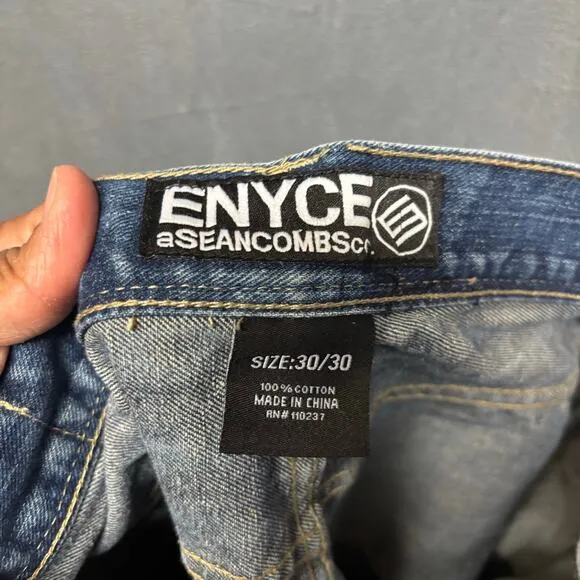 ENYCE
aSEANCOMBSco.
SIZE:30/30
100% COTTON
MADE IN CHINA
RN# 110237